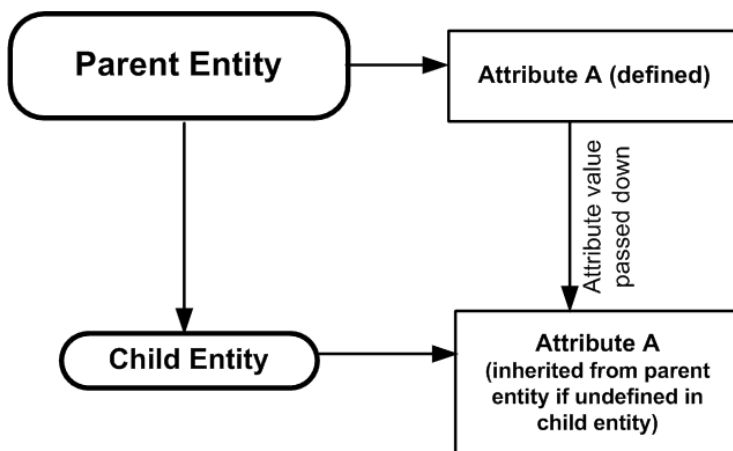 Parent Entity
Attribute A (defined)
Attribute value
passed down
Child Entity
Attribute A
(inherited from parent
entity if undefined in
child entity)